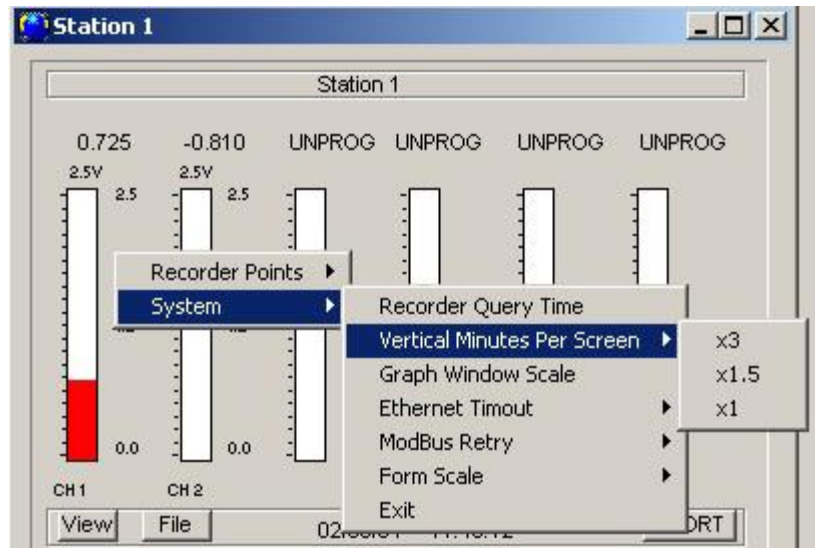 Station 1
Station 1
0.725 -0.810 UNPROG UNPROG UNPROG UNPROG
2.5V 2.5V
2.5 2.5
Recorder Points
System
Recorder Query Time
Vertical Minutes Per Screen
x3
x1.5
x1
Graph Window Scale
Ethernet Timout
ModBus Retry
Form Scale
Exit
0.0 0.0
CH 1 CH 2
View File